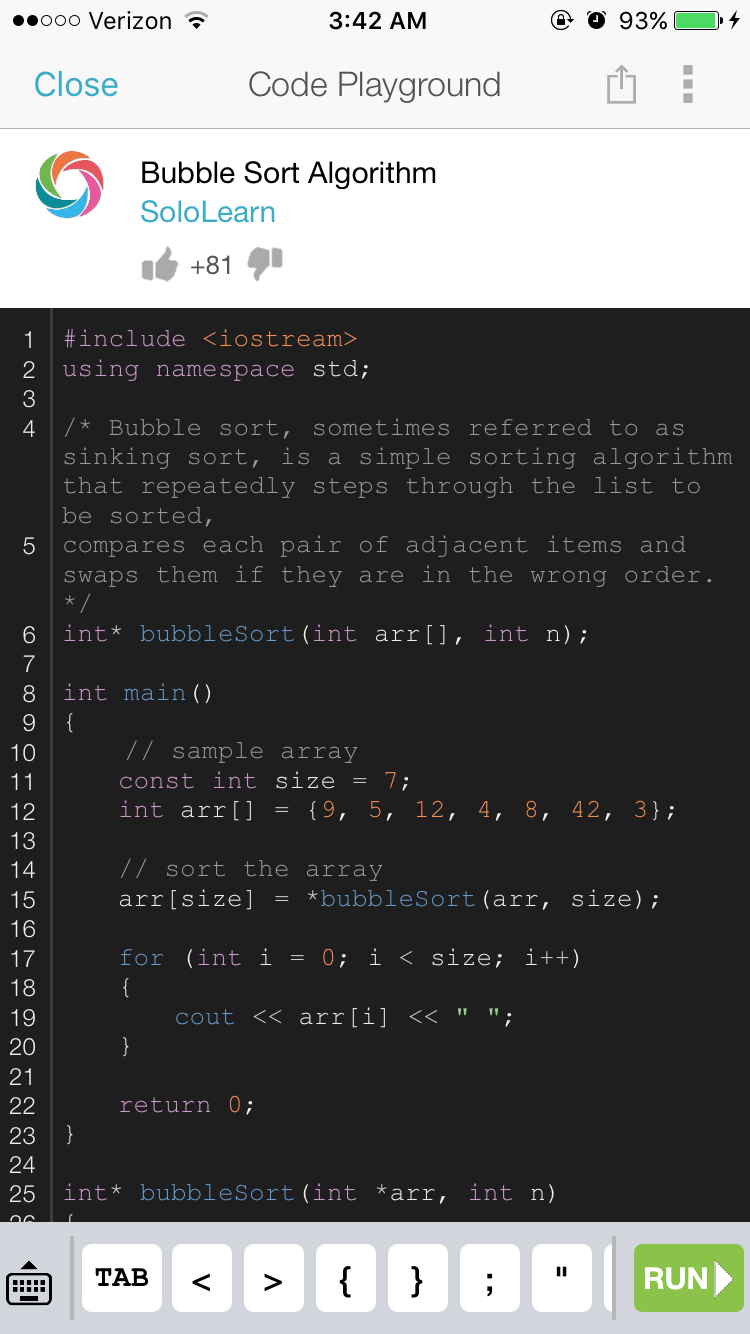 Verizon 3:42 AM 93%
Close Code Playground
Bubble Sort Algorithm
SoloLearn
+81
1 #include <iostream>
2 using namespace std;
3
4 /* Bubble sort, sometimes referred to as
sinking sort, is a simple sorting algorithm
that repeatedly steps through the list to
be sorted,
5 compares each pair of adjacent items and
swaps them if they are in the wrong order.
*/
6 int* bubbleSort(int arr[], int n);
7
8 int main()
9 {
10 // sample array
11 const int size = 7;
12 int arr[] = {9, 5, 12, 4, 8, 42, 3};
13
14 // sort the array
15 arr[size] = *bubbleSort(arr, size);
16
17 for (int i = 0; i < size; i++)
18 {
19 cout << arr[i] << " ";
20 }
21
22 return 0;
23 }
24
25 int* bubbleSort(int *arr, int n)
26 {
TAB < > { } ; " RUN